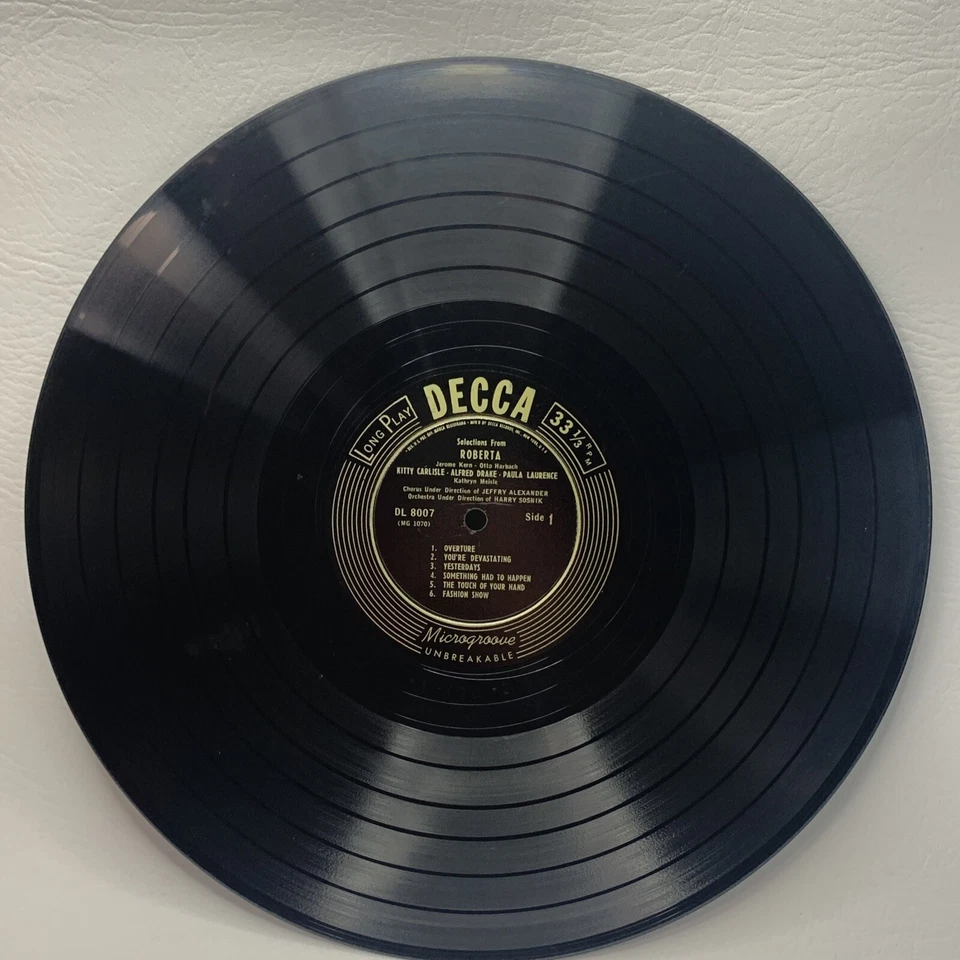 LONG PLAY DECCA 33 1/3 RPM
Selections From
ROBERTA
Jerome Kern - Otto Harbach
KITTY CARLISLE · ALFRED DRAKE · PAULA LAURENCE
Kathryn Meisle
Chorus Under Direction of JEFFRY ALEXANDER
Orchestra Under Direction of HARRY SOSNIK
DL 8007 Side 1
(MG 1070)
1. OVERTURE
2. YOU'RE DEVASTATING
3. YESTERDAYS
4. SOMETHING HAD TO HAPPEN
5. THE TOUCH OF YOUR HAND
6. FASHION SHOW
Microgroove
UNBREAKABLE